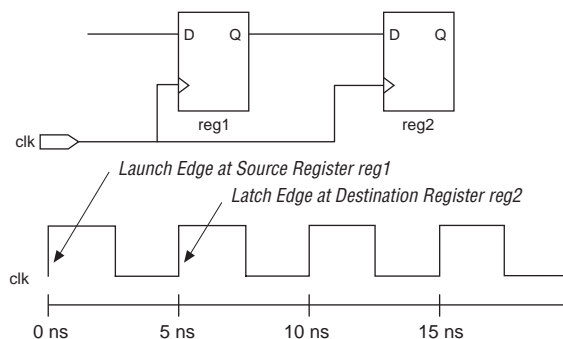 D Q
D Q
reg1
reg2
clk
Launch Edge at Source Register reg1
Latch Edge at Destination Register reg2
clk
0 ns 5 ns 10 ns 15 ns